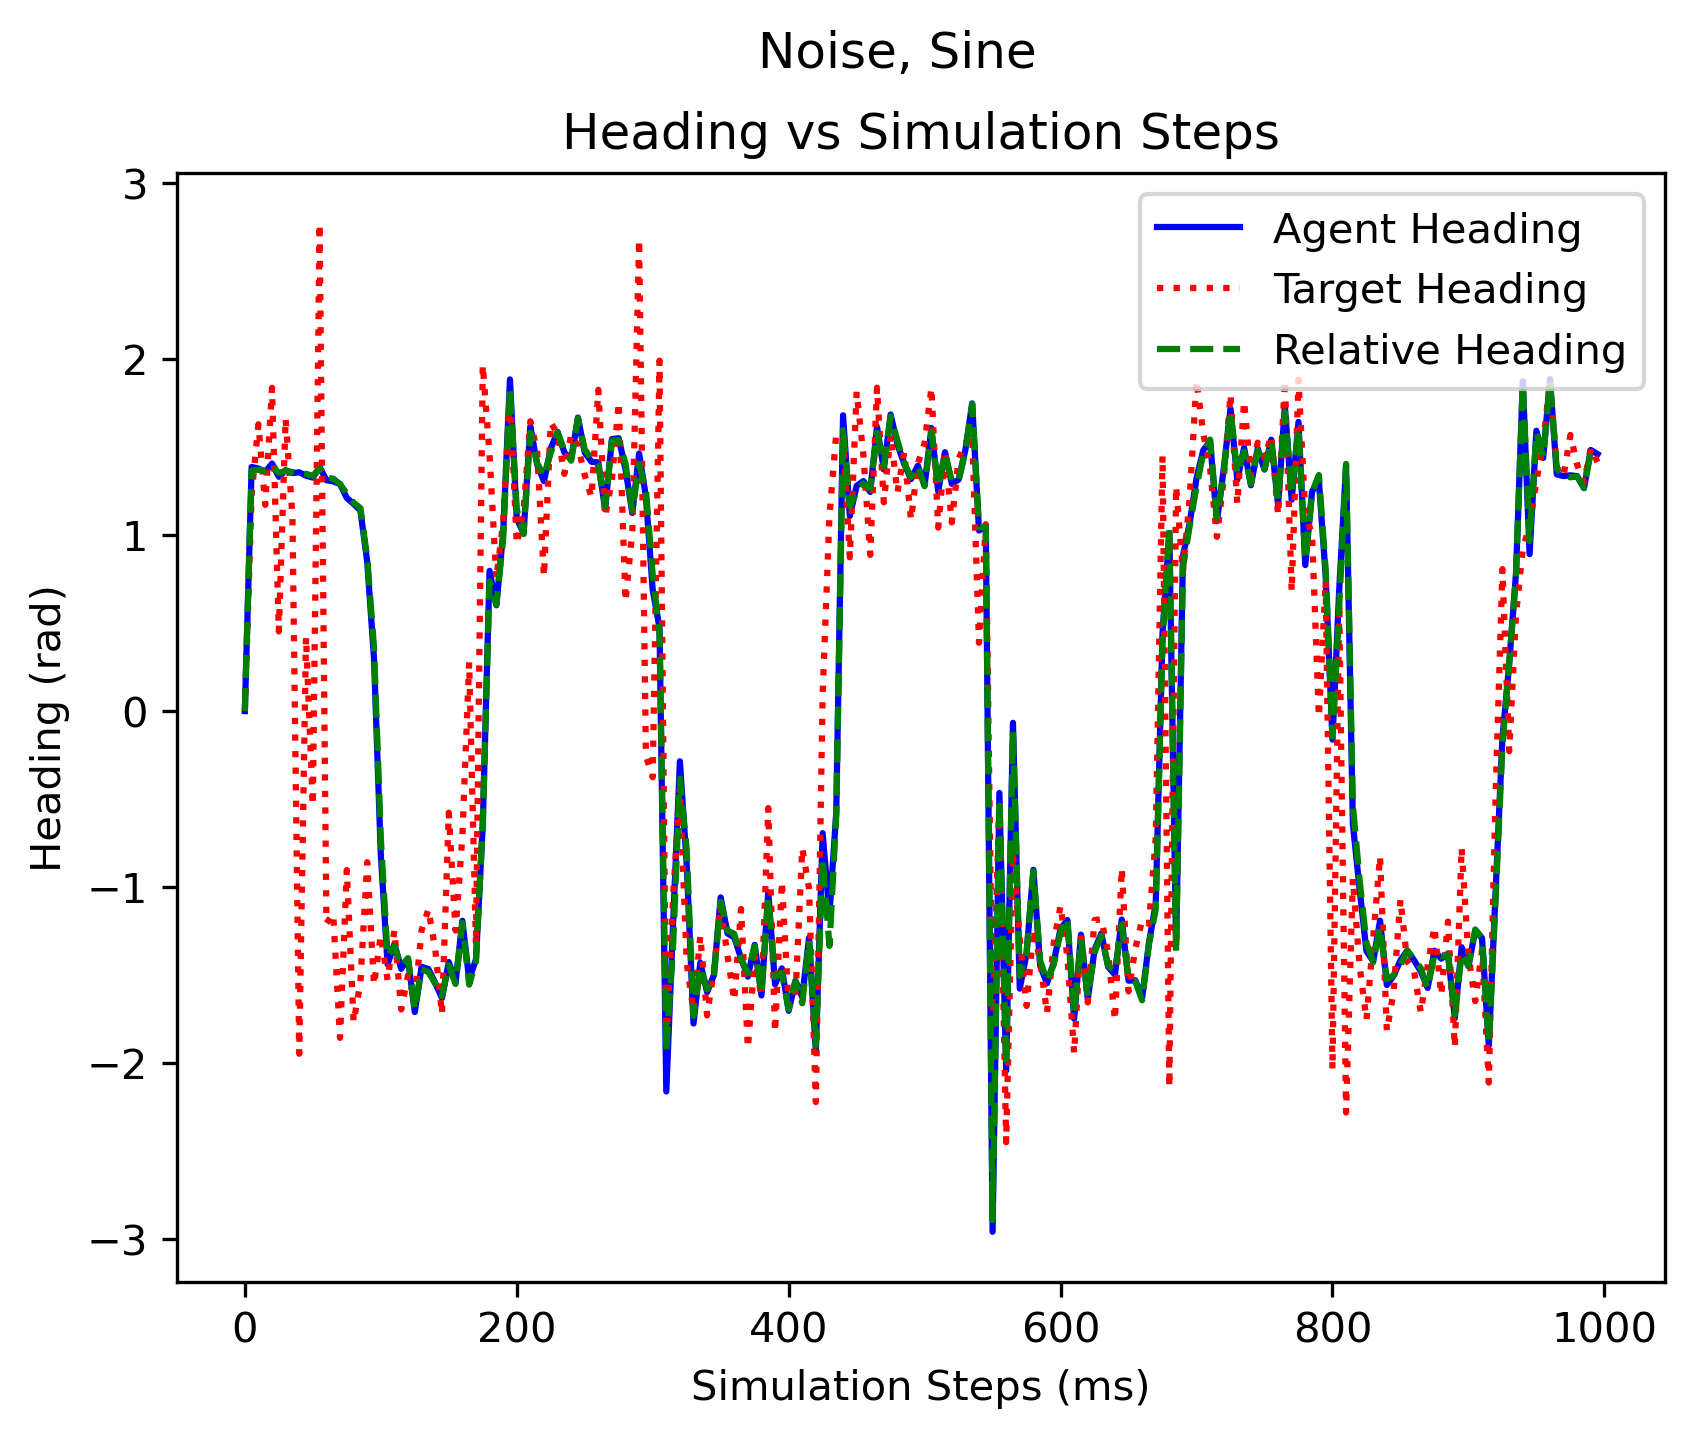 Noise, Sine
Heading vs Simulation Steps
Agent Heading
Target Heading
Relative Heading
Heading (rad)
3
2
1
0
−1
−2
−3
0
200
400
600
800
1000
Simulation Steps (ms)